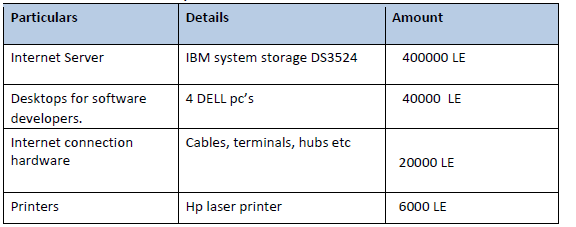 Particulars Details Amount
Internet Server IBM system storage DS3524 400000 LE
Desktops for software developers. 4 DELL pc's 40000 LE
Internet connection hardware Cables, terminals, hubs etc 20000 LE
Printers Hp laser printer 6000 LE